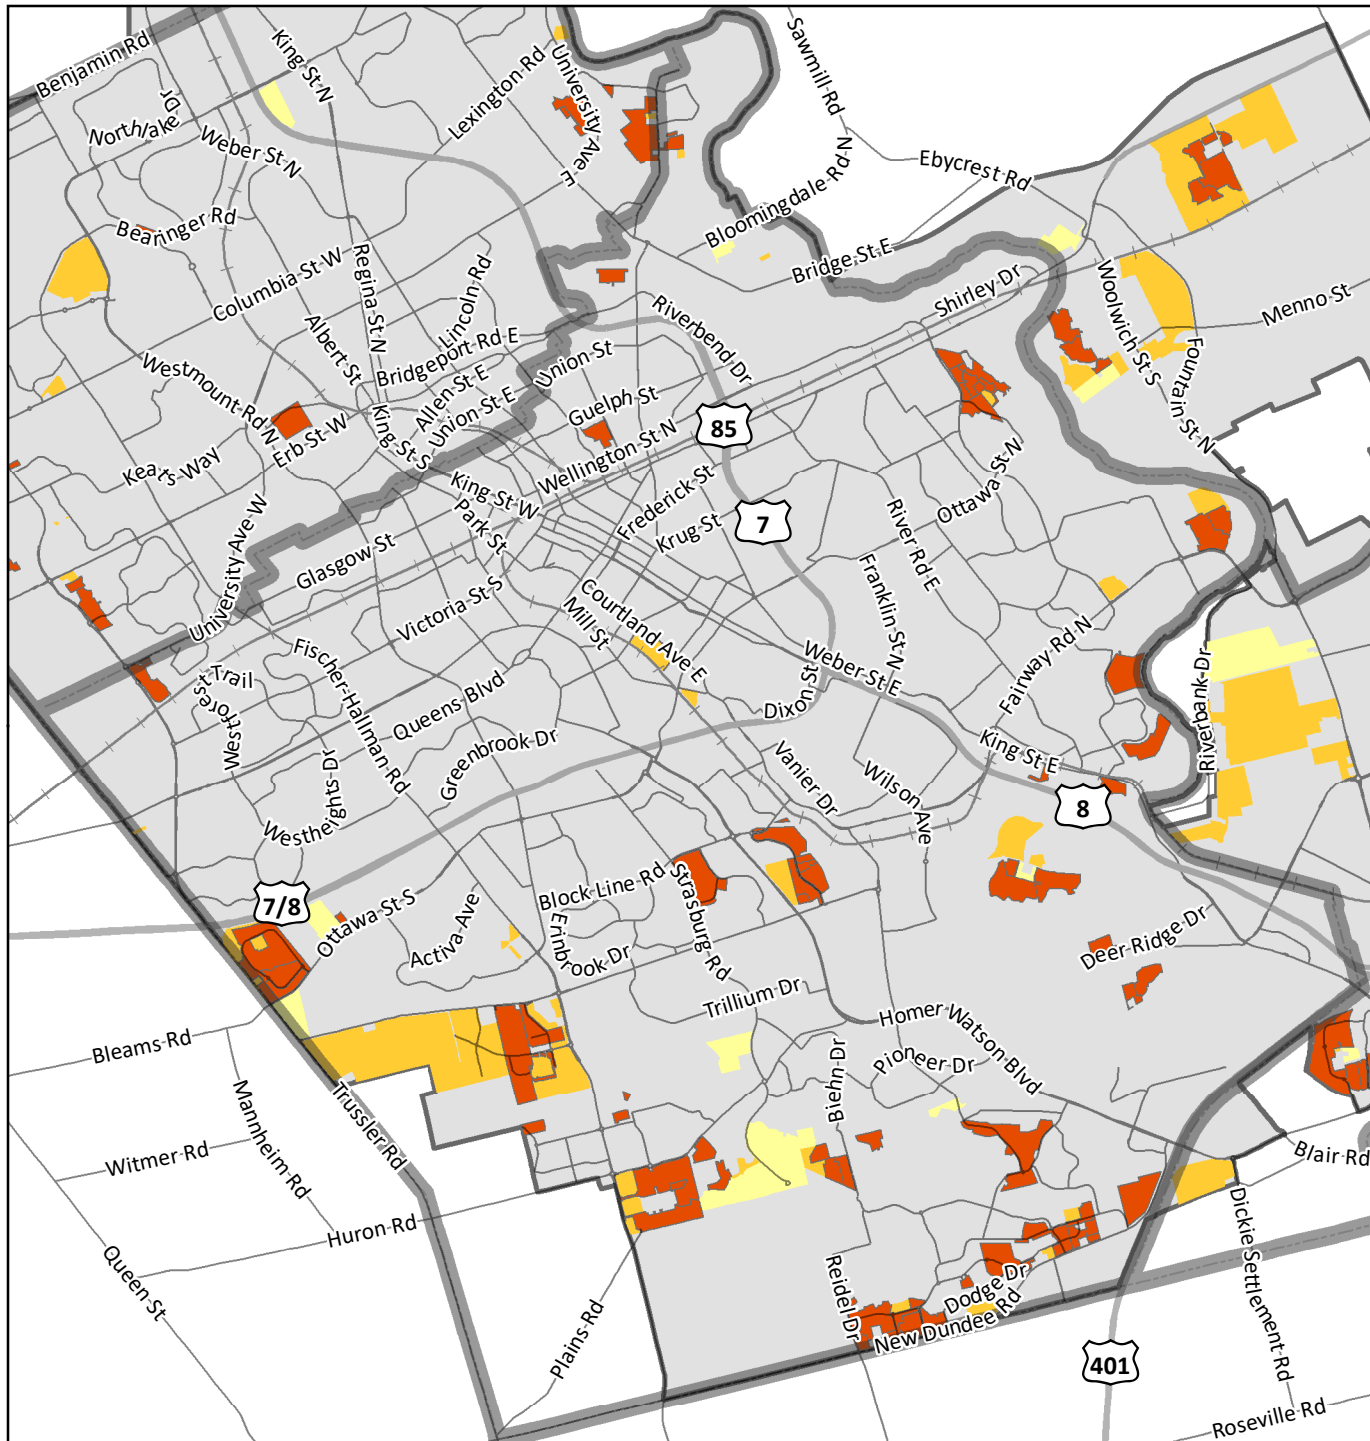 Benjamin Rd
King St N
Lexington Rd
University Ave E
Sawmill Rd N
Northlake Dr
Weber St N
Ebycrest Rd
Bearinger Rd
Bloomingdale Rd N
Bridge St E
Columbia St W
Regina St N
Lincoln Rd
Shirley Dr
Woolwich St S
Menno St
Albert St
Riverbend Dr
Bridgeport Rd E
Union St
Fountain St N
Westmount Rd N
Allen St E
Union St E
Guelph St
85
Erb St W
King St S
Keats Way
Wellington St N
King St W
Frederick St
Ottawa St N
7
Park St
Krug St
River Rd E
University Ave W
Glasgow St
Franklin St N
Victoria St S
Courtland Ave E
Mill St
Fischer-Hallman Rd
Weber St E
Fairway Rd N
Westforest Trail
Queens Blvd
Dixon St
Riverbank Dr
Greenbrook Dr
King St E
Vanier Dr
Wilson Ave
8
Westheights Dr
7/8
Ottawa St S
Block Line Rd
Strasburg Rd
Activa Ave
Erinbrook Dr
Deer Ridge Dr
Trillium Dr
Homer Watson Blvd
Bleams Rd
Pioneer Dr
Biehn Dr
Mannheim Rd
Trussler Rd
Witmer Rd
Blair Rd
Huron Rd
Dickie Settlement Rd
Queen St
Reidel Dr
Dodge Dr
New Dundee Rd
Plains Rd
401
Roseville Rd